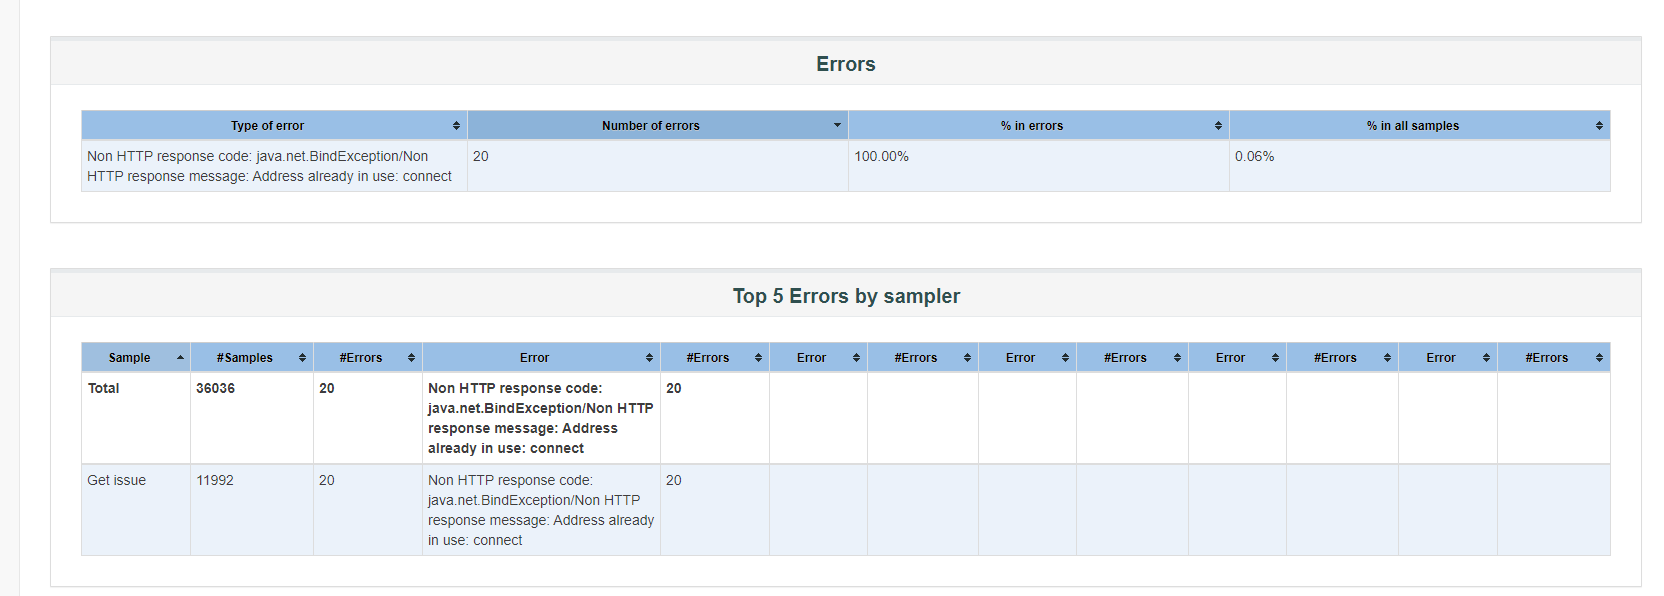 Errors
Type of error Number of errors % in errors % in all samples
Non HTTP response code: java.net.BindException/Non 20 100.00% 0.06%
HTTP response message: Address already in use: connect
Top 5 Errors by sampler
Sample #Samples #Errors Error #Errors Error #Errors Error #Errors Error #Errors Error #Errors
Total 36036 20 Non HTTP response code: 20
java.net.BindException/Non HTTP
response message: Address
already in use: connect
Get issue 11992 20 Non HTTP response code: 20
java.net.BindException/Non HTTP
response message: Address already
in use: connect